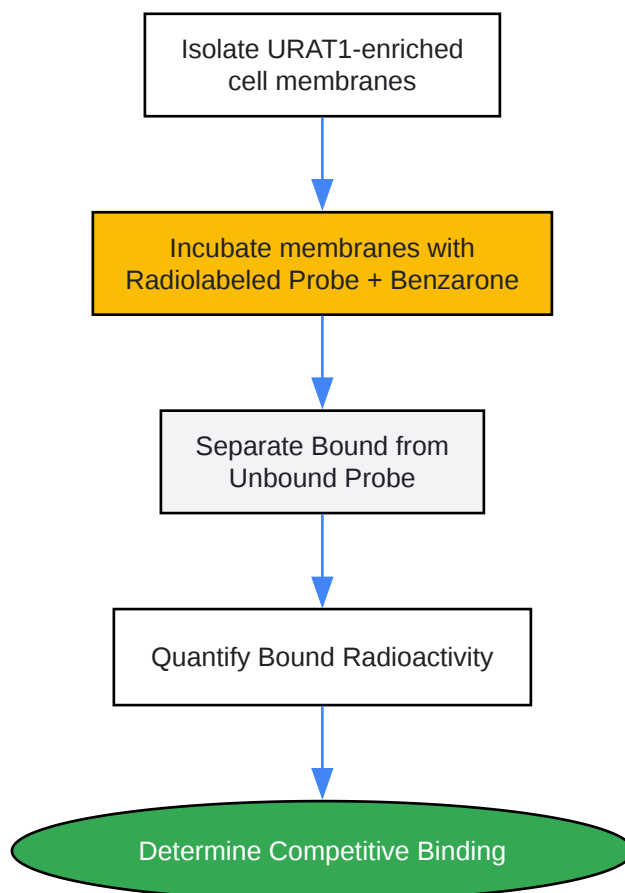 Isolate URAT1-enriched
cell membranes
Incubate membranes with
Radiolabeled Probe + Benzarone
Separate Bound from
Unbound Probe
Quantify Bound Radioactivity
Determine Competitive Binding